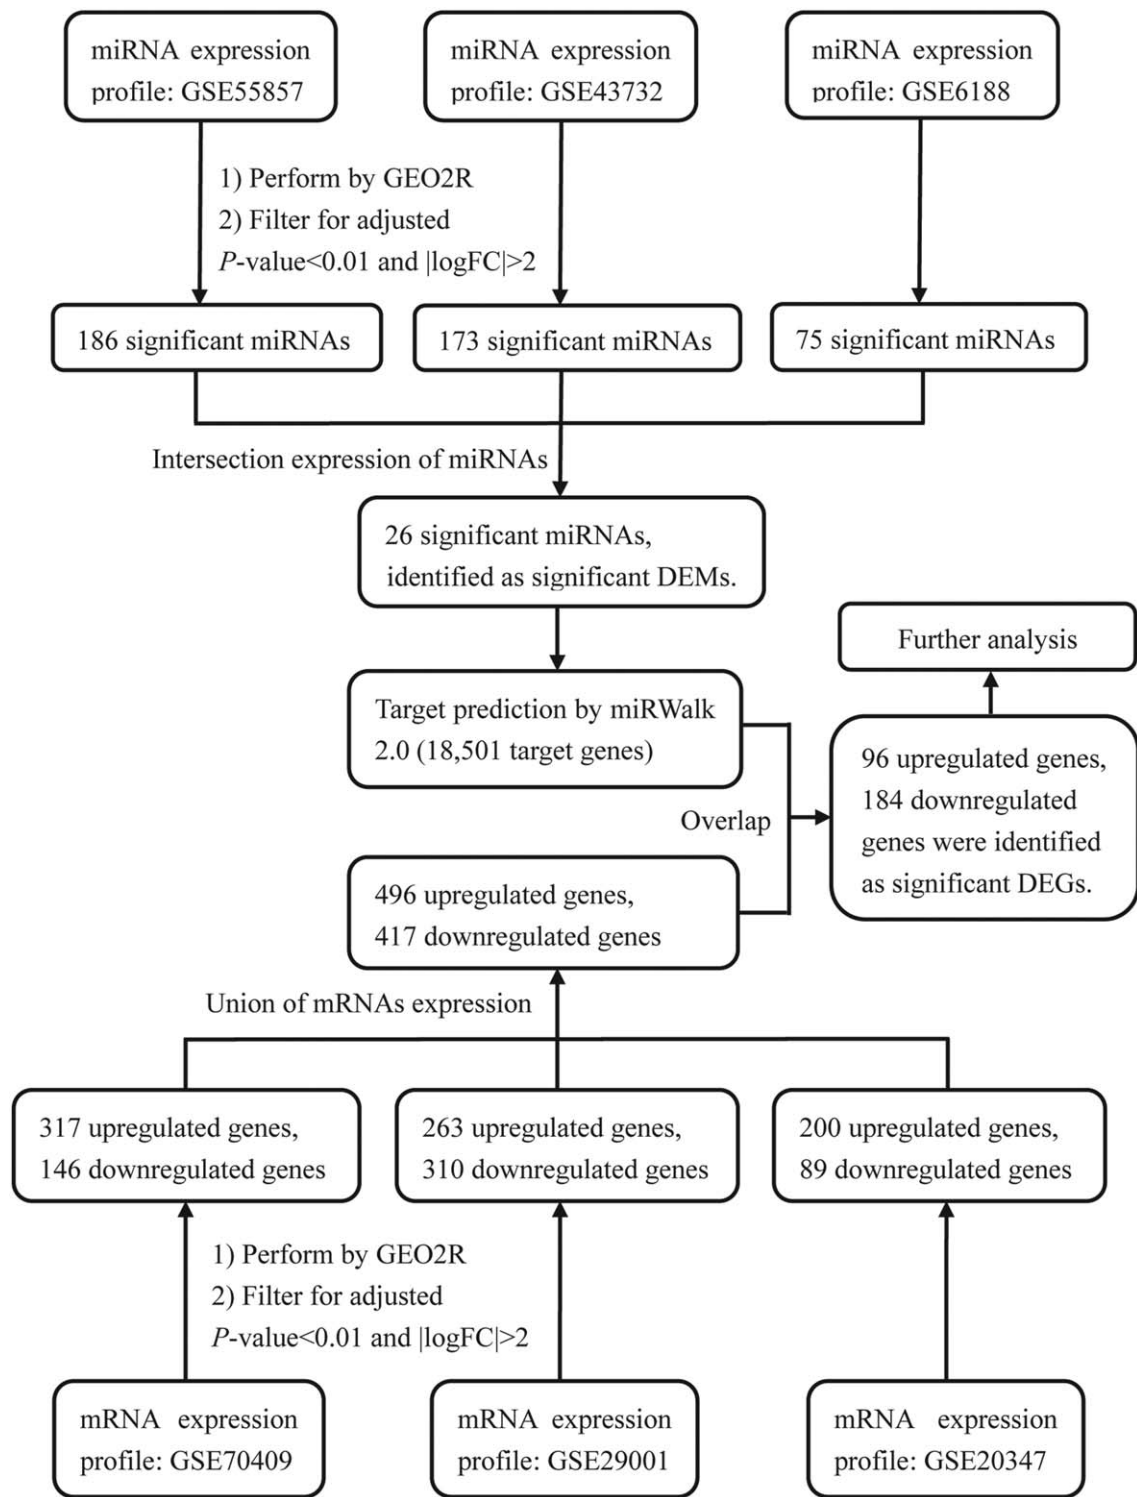 miRNA expression
profile: GSE55857
miRNA expression
profile: GSE43732
miRNA expression
profile: GSE6188
1) Perform by GEO2R
2) Filter for adjusted
P-value<0.01 and |logFC|>2
186 significant miRNAs
173 significant miRNAs
75 significant miRNAs
Intersection expression of miRNAs
26 significant miRNAs,
identified as significant DEMs.
Further analysis
Target prediction by miRWalk
2.0 (18,501 target genes)
Overlap
96 upregulated genes,
184 downregulated
genes were identified
as significant DEGs.
496 upregulated genes,
417 downregulated genes
Union of mRNAs expression
317 upregulated genes,
146 downregulated genes
263 upregulated genes,
310 downregulated genes
200 upregulated genes,
89 downregulated genes
1) Perform by GEO2R
2) Filter for adjusted
P-value<0.01 and |logFC|>2
mRNA expression
profile: GSE70409
mRNA expression
profile: GSE29001
mRNA expression
profile: GSE20347